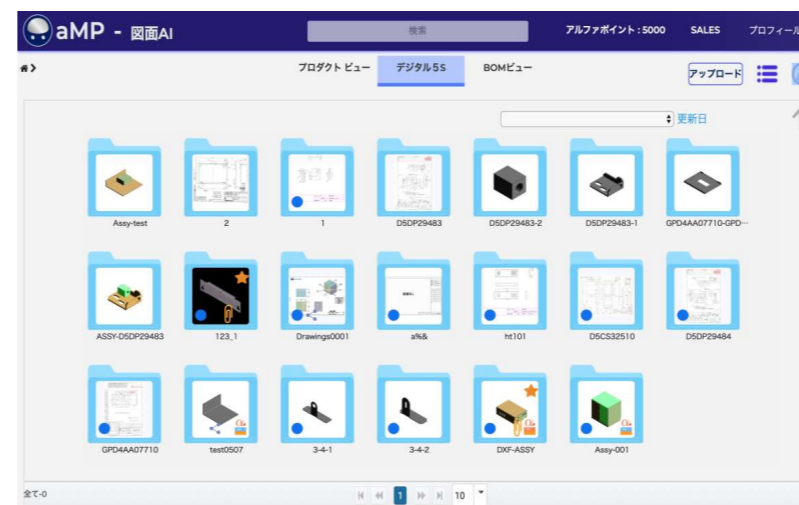 aMP - 図面AI
検索
アルファポイント : 5000
SALES
プロフィール
プロダクト ビュー
デジタル5S
BOMビュー
アップロード
更新日
Assy-test
2
1
D5DP29483
D5DP29483-2
D5DP29483-1
GPD4AA07710-GPD…
ASSY-D5DP29483
123_1
Drawings0001
a%&
ht101
D5CS32510
D5DP29484
GPD4AA07710
test0507
3-4-1
3-4-2
DXF-ASSY
Assy-001
全て-0
1
10